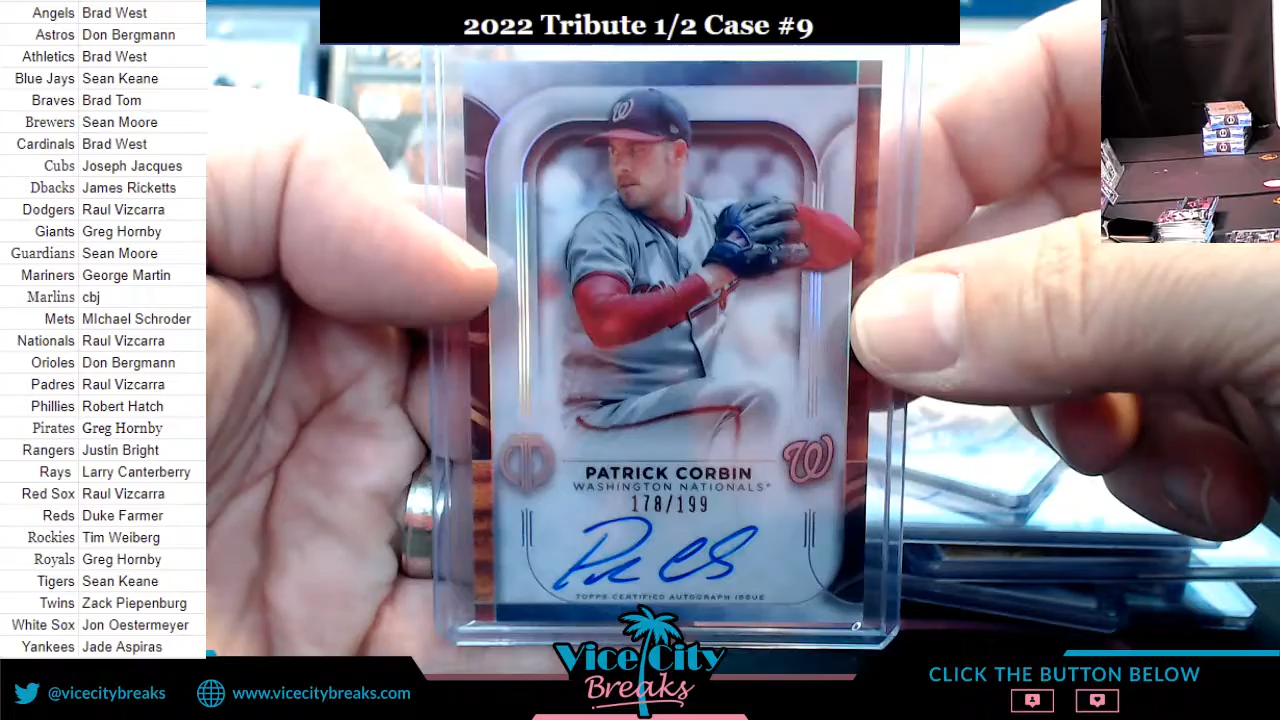 2022 Tribute 1/2 Case #9
Angels Brad West
Astros Don Bergmann
Athletics Brad West
Blue Jays Sean Keane
Braves Brad Tom
Brewers Sean Moore
Cardinals Brad West
Cubs Joseph Jacques
Dbacks James Ricketts
Dodgers Raul Vizcarra
Giants Greg Hornby
Guardians Sean Moore
Mariners George Martin
Marlins cbj
Mets MIchael Schroder
Nationals Raul Vizcarra
Orioles Don Bergmann
Padres Raul Vizcarra
Phillies Robert Hatch
Pirates Greg Hornby
Rangers Justin Bright
Rays Larry Canterberry
Red Sox Raul Vizcarra
Reds Duke Farmer
Rockies Tim Weiberg
Royals Greg Hornby
Tigers Sean Keane
Twins Zack Piepenburg
White Sox Jon Oestermeyer
Yankees Jade Aspiras
W
W
PATRICK CORBIN
WASHINGTON NATIONALS®
178/199
TOPPS CERTIFIED AUTOGRAPH ISSUE
@vicecitybreaks
www.vicecitybreaks.com
Vice City
Breaks
CLICK THE BUTTON BELOW